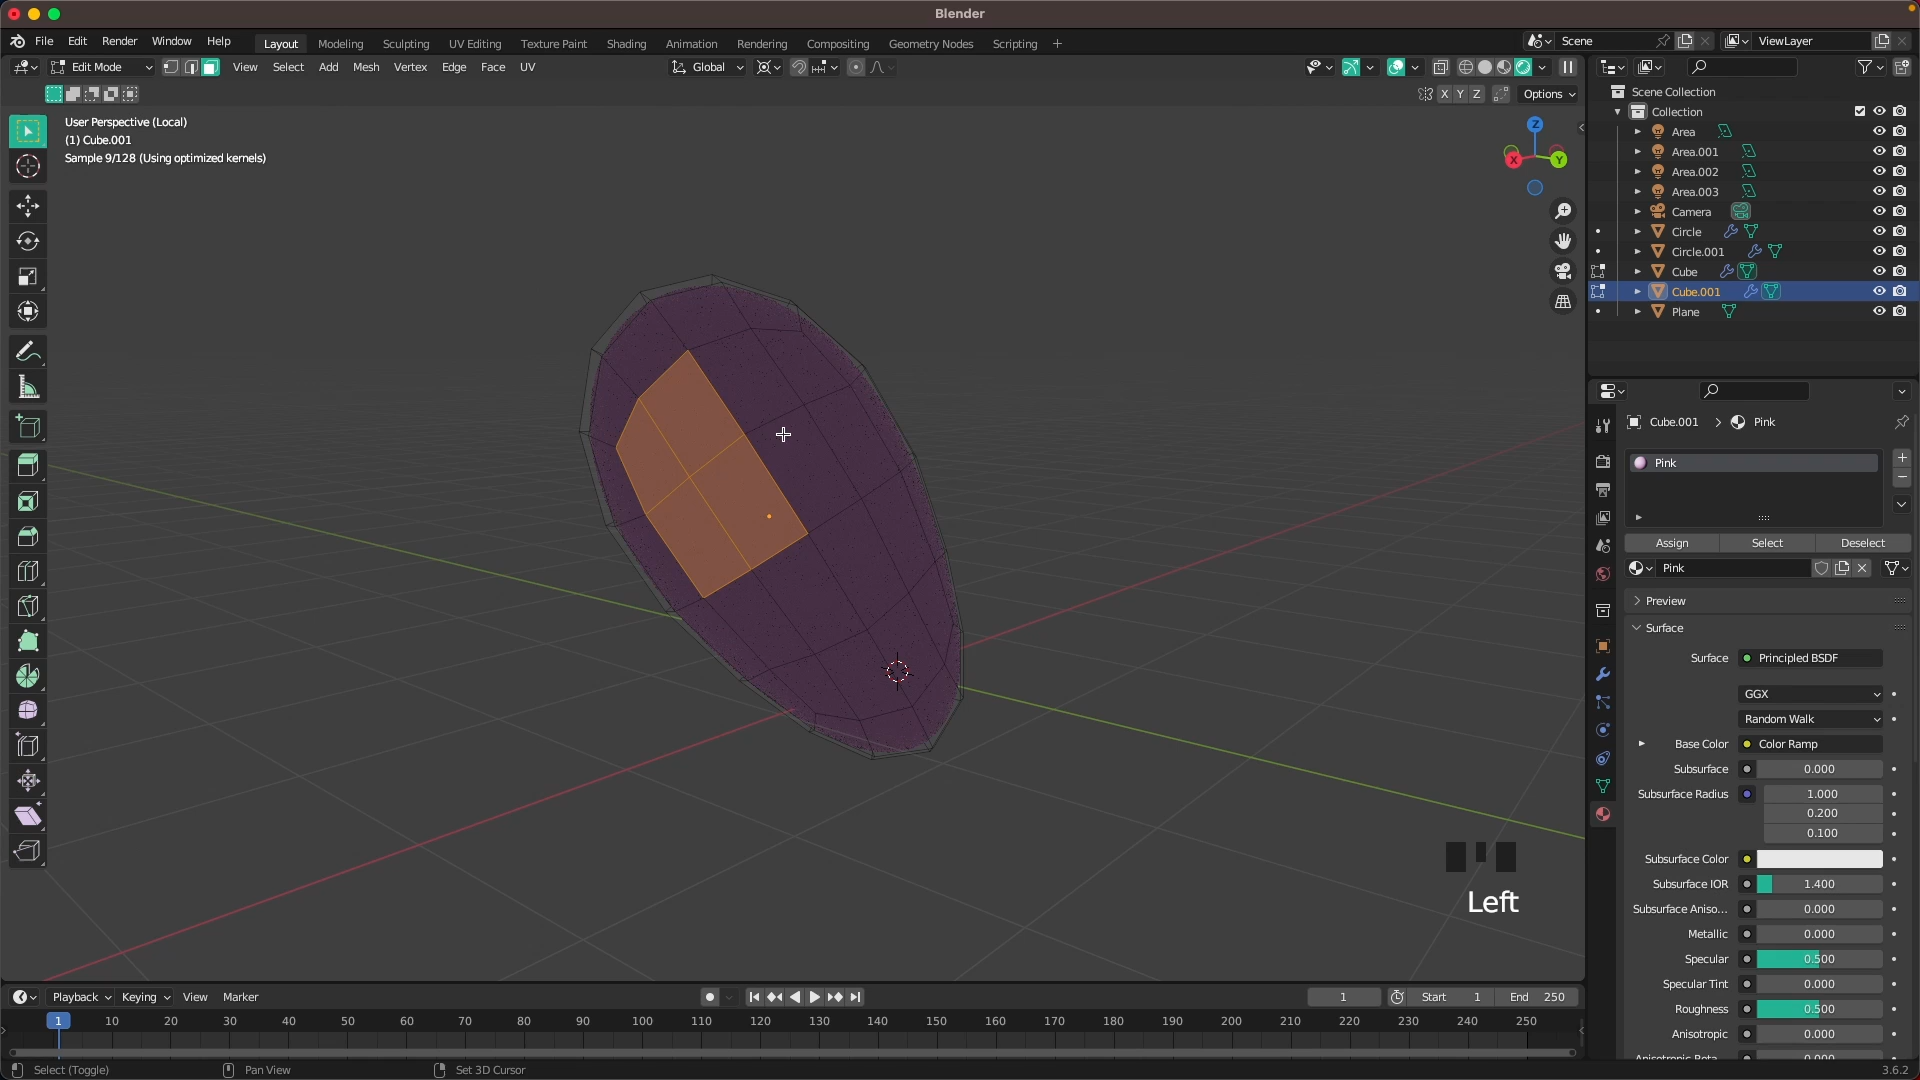 Blender
File Edit Render Window Help
Layout Modeling Sculpting UV Editing Texture Paint Shading Animation Rendering Compositing Geometry Nodes Scripting
Scene ViewLayer
Edit Mode View Select Add Mesh Vertex Edge Face UV
Global
X Y Z Options
User Perspective (Local)
(1) Cube.001
Sample 9/128 (Using optimized kernels)
Z
X
Y
Scene Collection
Collection
Area
Area.001
Area.002
Area.003
Camera
Circle
Circle.001
Cube
Cube.001
Plane
Cube.001 Pink
Pink
Assign Select Deselect
Pink
Preview
Surface
Surface Principled BSDF
GGX
Random Walk
Base Color Color Ramp
Subsurface 0.000
Subsurface Radius 1.000
0.200
0.100
Subsurface Color
Subsurface IOR 1.400
Subsurface Aniso... 0.000
Metallic 0.000
Specular 0.500
Specular Tint 0.000
Roughness 0.500
Anisotropic 0.000
Left
Playback Keying View Marker
1 Start 1 End 250
1 10 20 30 40 50 60 70 80 90 100 110 120 130 140 150 160 170 180 190 200 210 220 230 240 250
Select (Toggle) Pan View Set 3D Cursor 3.6.2